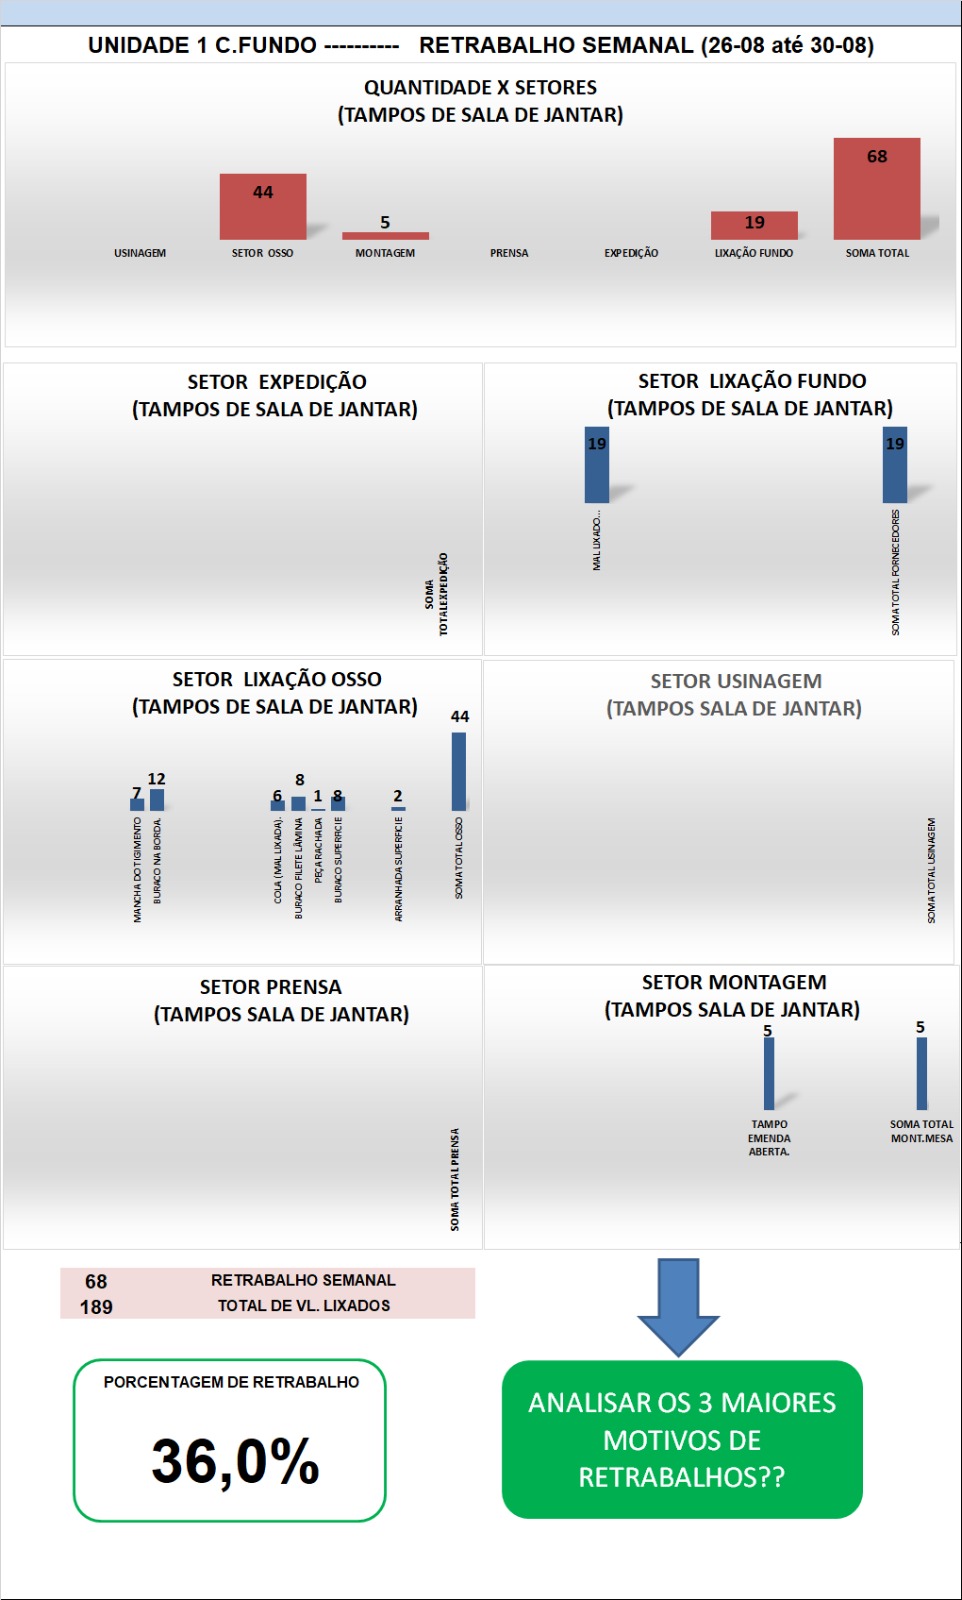 UNIDADE 1 C.FUNDO ---------- RETRABALHO SEMANAL (26-08 até 30-08)
QUANTIDADE X SETORES
(TAMPOS DE SALA DE JANTAR)
68
44
5
19
USINAGEM
SETOR OSSO
MONTAGEM
PRENSA
EXPEDIÇÃO
LIXAÇÃO FUNDO
SOMA TOTAL
SETOR EXPEDIÇÃO
(TAMPOS DE SALA DE JANTAR)
SOMA
TOTALEXPEDIÇÃO
SETOR LIXAÇÃO FUNDO
(TAMPOS DE SALA DE JANTAR)
19
19
MAL LIXADO...
SOMA TOTAL FORNECEDORES
SETOR LIXAÇÃO OSSO
(TAMPOS DE SALA DE JANTAR)
7
12
6
8
1
8
2
44
MANCHA DO TIGIMENTO
BURACO NA BORDA.
COLA (MAL LIXADA).
BURACO FILETE LÂMINA
PEÇA RACHADA
BURACO SUPERFICIE
ARRANHADA SUPERFICIE
SOMA TOTAL OSSO
SETOR USINAGEM
(TAMPOS SALA DE JANTAR)
SOMA TOTAL USINAGEM
SETOR PRENSA
(TAMPOS SALA DE JANTAR)
SOMA TOTAL PRENSA
SETOR MONTAGEM
(TAMPOS SALA DE JANTAR)
5
5
TAMPO
EMENDA
ABERTA.
SOMA TOTAL
MONT.MESA
68 RETRABALHO SEMANAL
189 TOTAL DE VL. LIXADOS
PORCENTAGEM DE RETRABALHO
36,0%
ANALISAR OS 3 MAIORES
MOTIVOS DE
RETRABALHOS??